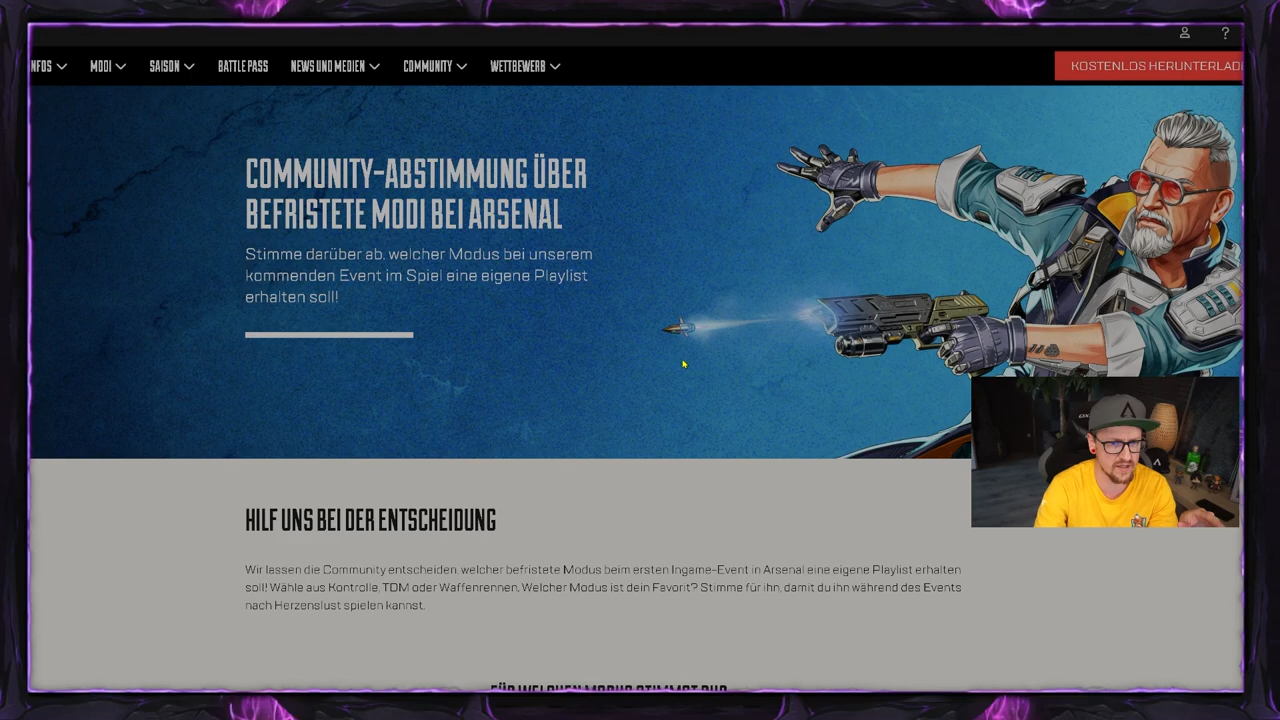 NFOS
MODI
SAISON
BATTLE PASS
NEWS UND MEDIEN
COMMUNITY
WETTBEWERB
?
KOSTENLOS HERUNTERLAD
COMMUNITY-ABSTIMMUNG ÜBER
BEFRISTETE MODI BEI ARSENAL
Stimme darüber ab, welcher Modus bei unserem
kommenden Event im Spiel eine eigene Playlist
erhalten soll!
HILF UNS BEI DER ENTSCHEIDUNG
Wir lassen die Community entscheiden, welcher befristete Modus beim ersten Ingame-Event in Arsenal eine eigene Playlist erhalten
soll! Wähle aus Kontrolle, TDM oder Waffenrennen. Welcher Modus ist dein Favorit? Stimme für ihn, damit du ihn während des Events
nach Herzenslust spielen kannst.
FÜR WELCHEN MODUS STIMMST DU?